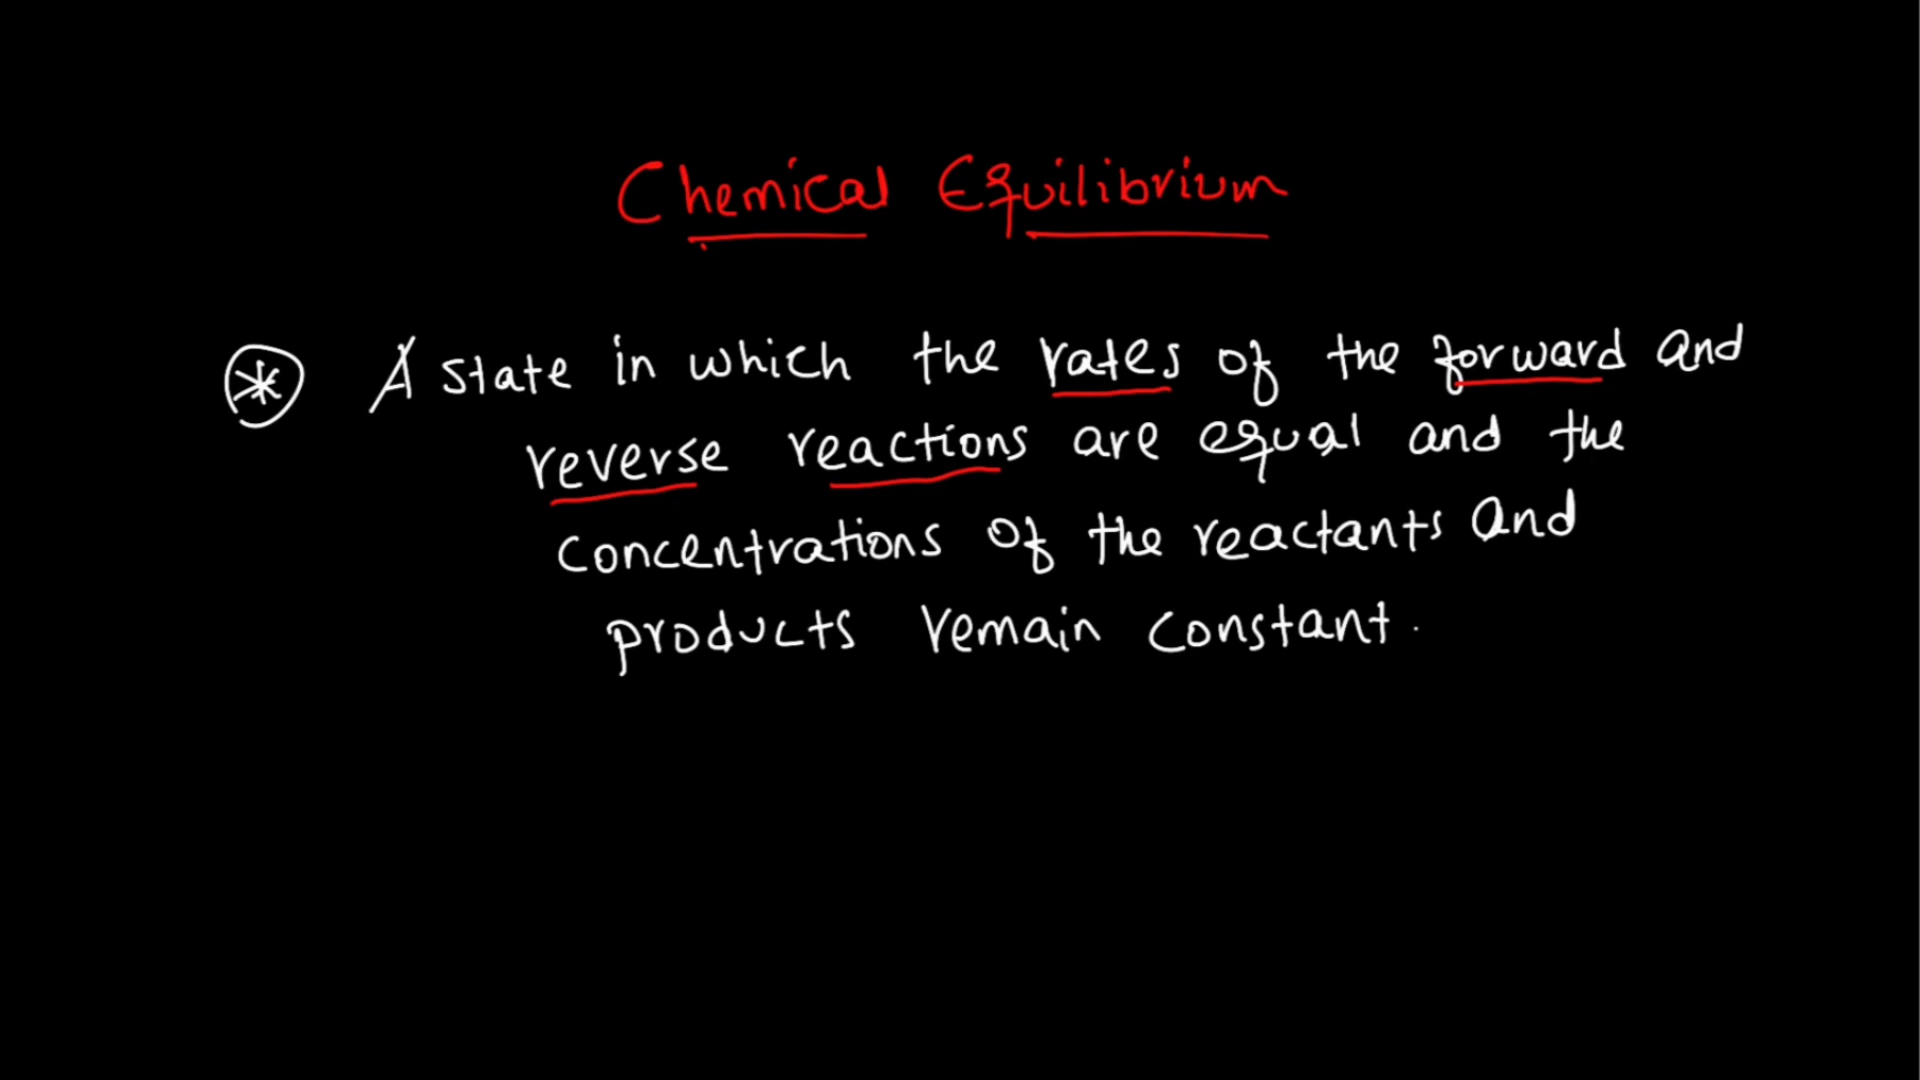 Chemical Equilibrium
* A state in which the rates of the forward and
reverse reactions are equal and the
concentrations of the reactants and
products remain constant.